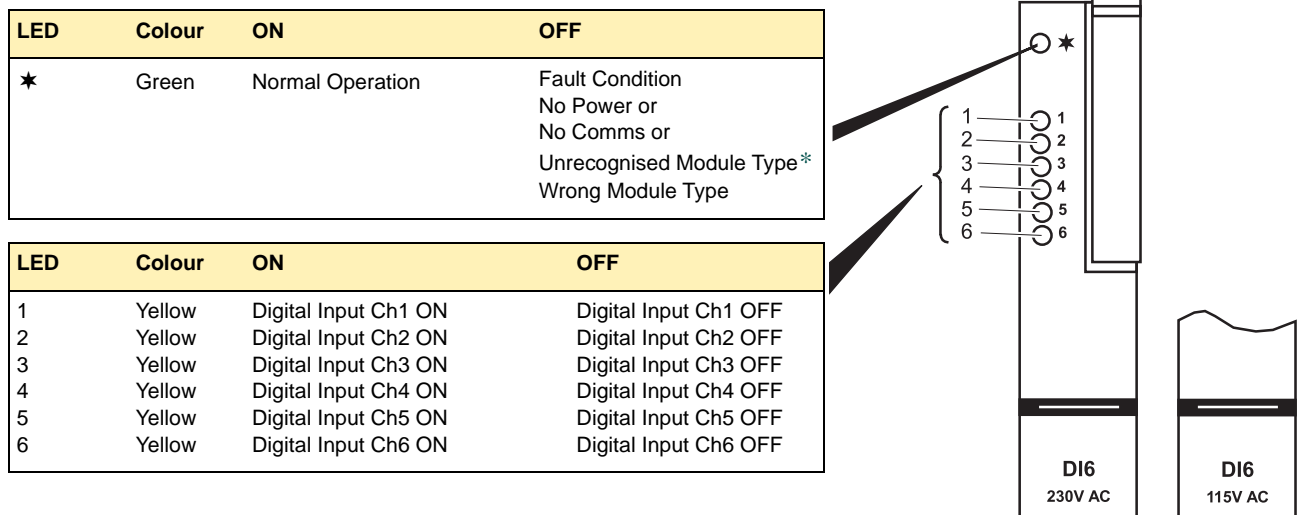 LED Colour ON OFF
✶ Green Normal Operation Fault Condition
No Power or
No Comms or
Unrecognised Module Type*
Wrong Module Type
LED Colour ON OFF
1 Yellow Digital Input Ch1 ON Digital Input Ch1 OFF
2 Yellow Digital Input Ch2 ON Digital Input Ch2 OFF
3 Yellow Digital Input Ch3 ON Digital Input Ch3 OFF
4 Yellow Digital Input Ch4 ON Digital Input Ch4 OFF
5 Yellow Digital Input Ch5 ON Digital Input Ch5 OFF
6 Yellow Digital Input Ch6 ON Digital Input Ch6 OFF
✶
1 1
2 2
3 3
4 4
5 5
6 6
DI6
230V AC
DI6
115V AC